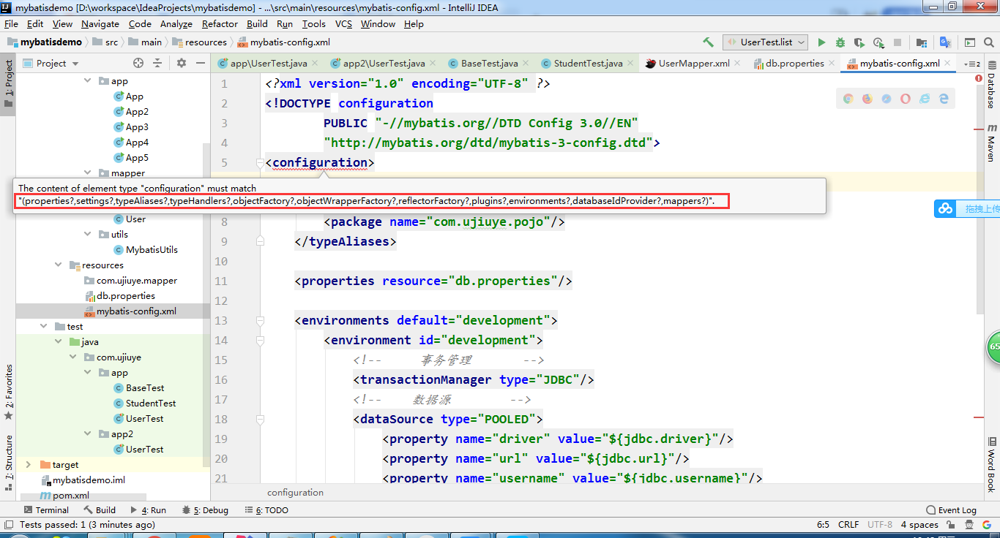 mybatisdemo [D:\workspace\IdeaProjects\mybatisdemo] - ...\src\main\resources\mybatis-config.xml - IntelliJ IDEA
File Edit View Navigate Code Analyze Refactor Build Run Tools VCS Window Help
mybatisdemo src main resources mybatis-config.xml UserTest.list
Project app\UserTest.java app2\UserTest.java BaseTest.java StudentTest.java UserMapper.xml db.properties mybatis-config.xml 2
1: Project
2: Favorites
7: Structure
app
App
App2
App3
App4
App5
mapper
User
utils
MybatisUtils
resources
com.ujiuye.mapper
db.properties
mybatis-config.xml
test
java
com.ujiuye
app
BaseTest
StudentTest
UserTest
app2
UserTest
target
mybatisdemo.iml
pom.xml
1 <?xml version="1.0" encoding="UTF-8" ?>
2 <!DOCTYPE configuration
3 PUBLIC "-//mybatis.org//DTD Config 3.0//EN"
4 "http://mybatis.org/dtd/mybatis-3-config.dtd">
5 <configuration>
The content of element type "configuration" must match
"(properties?,settings?,typeAliases?,typeHandlers?,objectFactory?,objectWrapperFactory?,reflectorFactory?,plugins?,environments?,databaseIdProvider?,mappers?)".
8 <package name="com.ujiuye.pojo"/>
9 </typeAliases>
10
11 <properties resource="db.properties"/>
12
13 <environments default="development">
14 <environment id="development">
15 <!-- 事务管理 -->
16 <transactionManager type="JDBC"/>
17 <!-- 数据源 -->
18 <dataSource type="POOLED">
19 <property name="driver" value="${jdbc.driver}"/>
20 <property name="url" value="${jdbc.url}"/>
21 <property name="username" value="${jdbc.username}"/>
configuration
Database
Maven
Word Book
拖拽上传
65
Terminal Build 4: Run 5: Debug 6: TODO Event Log
Tests passed: 1 (3 minutes ago) 6:5 CRLF UTF-8 4 spaces